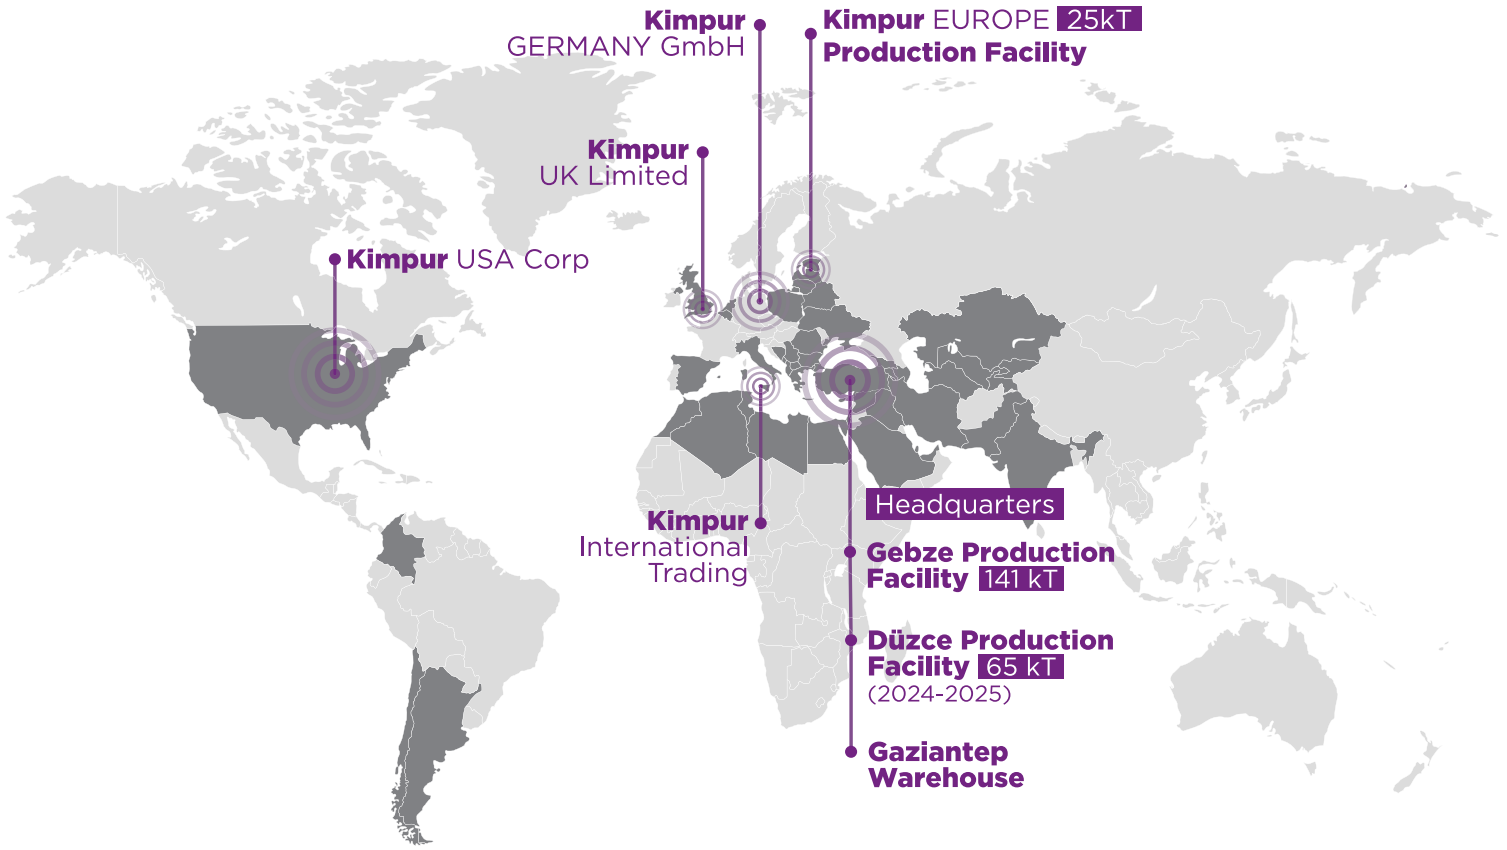 Kimpur
GERMANY GmbH
Kimpur EUROPE 25kT
Production Facility
Kimpur
UK Limited
Kimpur USA Corp
Kimpur
International
Trading
Headquarters
Gebze Production
Facility 141 kT
Düzce Production
Facility 65 kT
(2024-2025)
Gaziantep
Warehouse